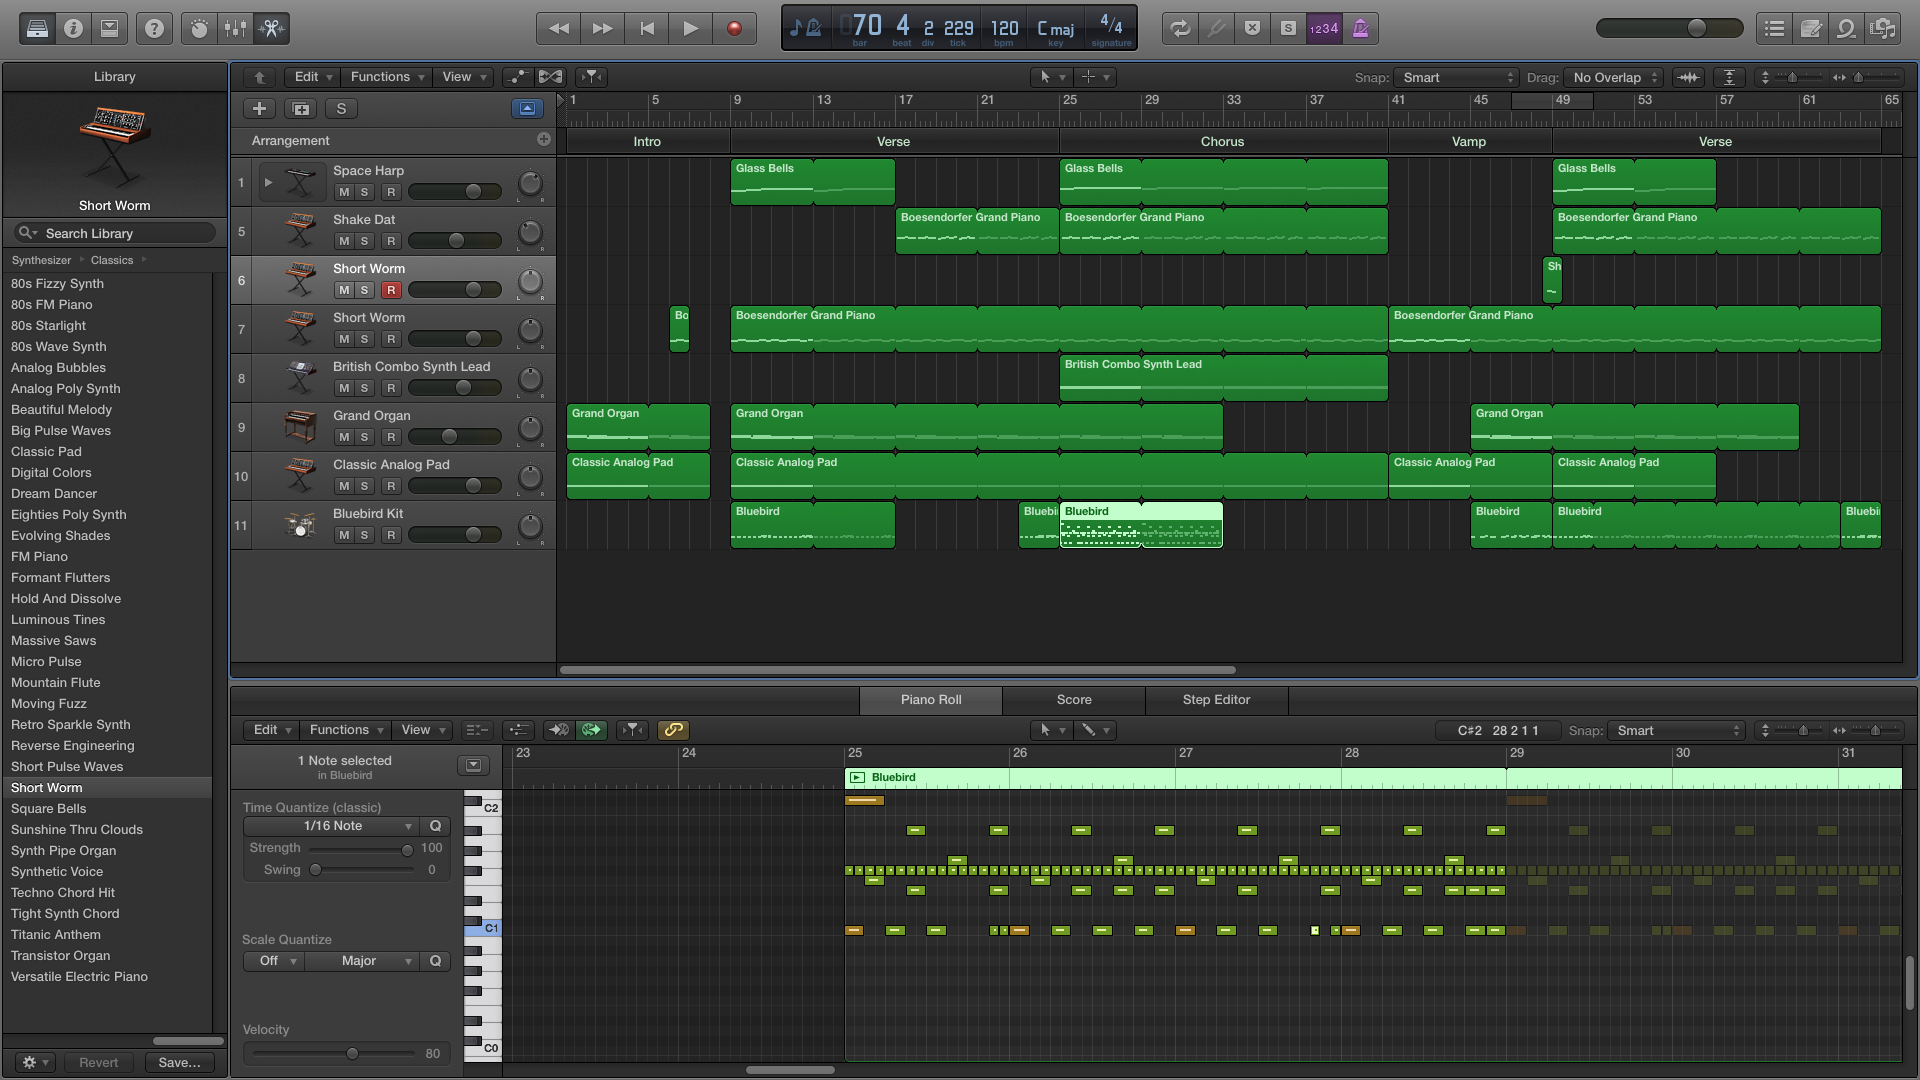 70 4 2 229 120 C maj 4/4
bar beat div tick bpm key signature
S 1234
Library
Short Worm
Search Library
Synthesizer Classics
80s Fizzy Synth
80s FM Piano
80s Starlight
80s Wave Synth
Analog Bubbles
Analog Poly Synth
Beautiful Melody
Big Pulse Waves
Classic Pad
Digital Colors
Dream Dancer
Eighties Poly Synth
Evolving Shades
FM Piano
Formant Flutters
Hold And Dissolve
Luminous Tines
Massive Saws
Micro Pulse
Mountain Flute
Moving Fuzz
Retro Sparkle Synth
Reverse Engineering
Short Pulse Waves
Short Worm
Square Bells
Sunshine Thru Clouds
Synth Pipe Organ
Synthetic Voice
Techno Chord Hit
Tight Synth Chord
Titanic Anthem
Transistor Organ
Versatile Electric Piano
Revert Save...
Edit Functions View Snap: Smart Drag: No Overlap
S
1 5 9 13 17 21 25 29 33 37 41 45 49 53 57 61 65
Arrangement Intro Verse Chorus Vamp Verse
1 Space Harp M S R L R
Glass Bells Glass Bells Glass Bells
5 Shake Dat M S R L R
Boesendorfer Grand Piano Boesendorfer Grand Piano Boesendorfer Grand Piano
6 Short Worm M S R L R
Sh
7 Short Worm M S R L R
Bo Boesendorfer Grand Piano Boesendorfer Grand Piano
8 British Combo Synth Lead M S R L R
British Combo Synth Lead
9 Grand Organ M S R L R
Grand Organ Grand Organ Grand Organ
10 Classic Analog Pad M S R L R
Classic Analog Pad Classic Analog Pad Classic Analog Pad Classic Analog Pad
11 Bluebird Kit M S R L R
Bluebird Bluebi Bluebird Bluebird Bluebird Bluebi
Piano Roll Score Step Editor
Edit Functions View C#2 28 2 1 1 Snap: Smart
23 24 25 26 27 28 29 30 31
1 Note selected
in Bluebird
Bluebird
Time Quantize (classic)
1/16 Note Q
Strength 100
Swing 0
Scale Quantize
Off Major Q
Velocity
80
C2
C1
C0